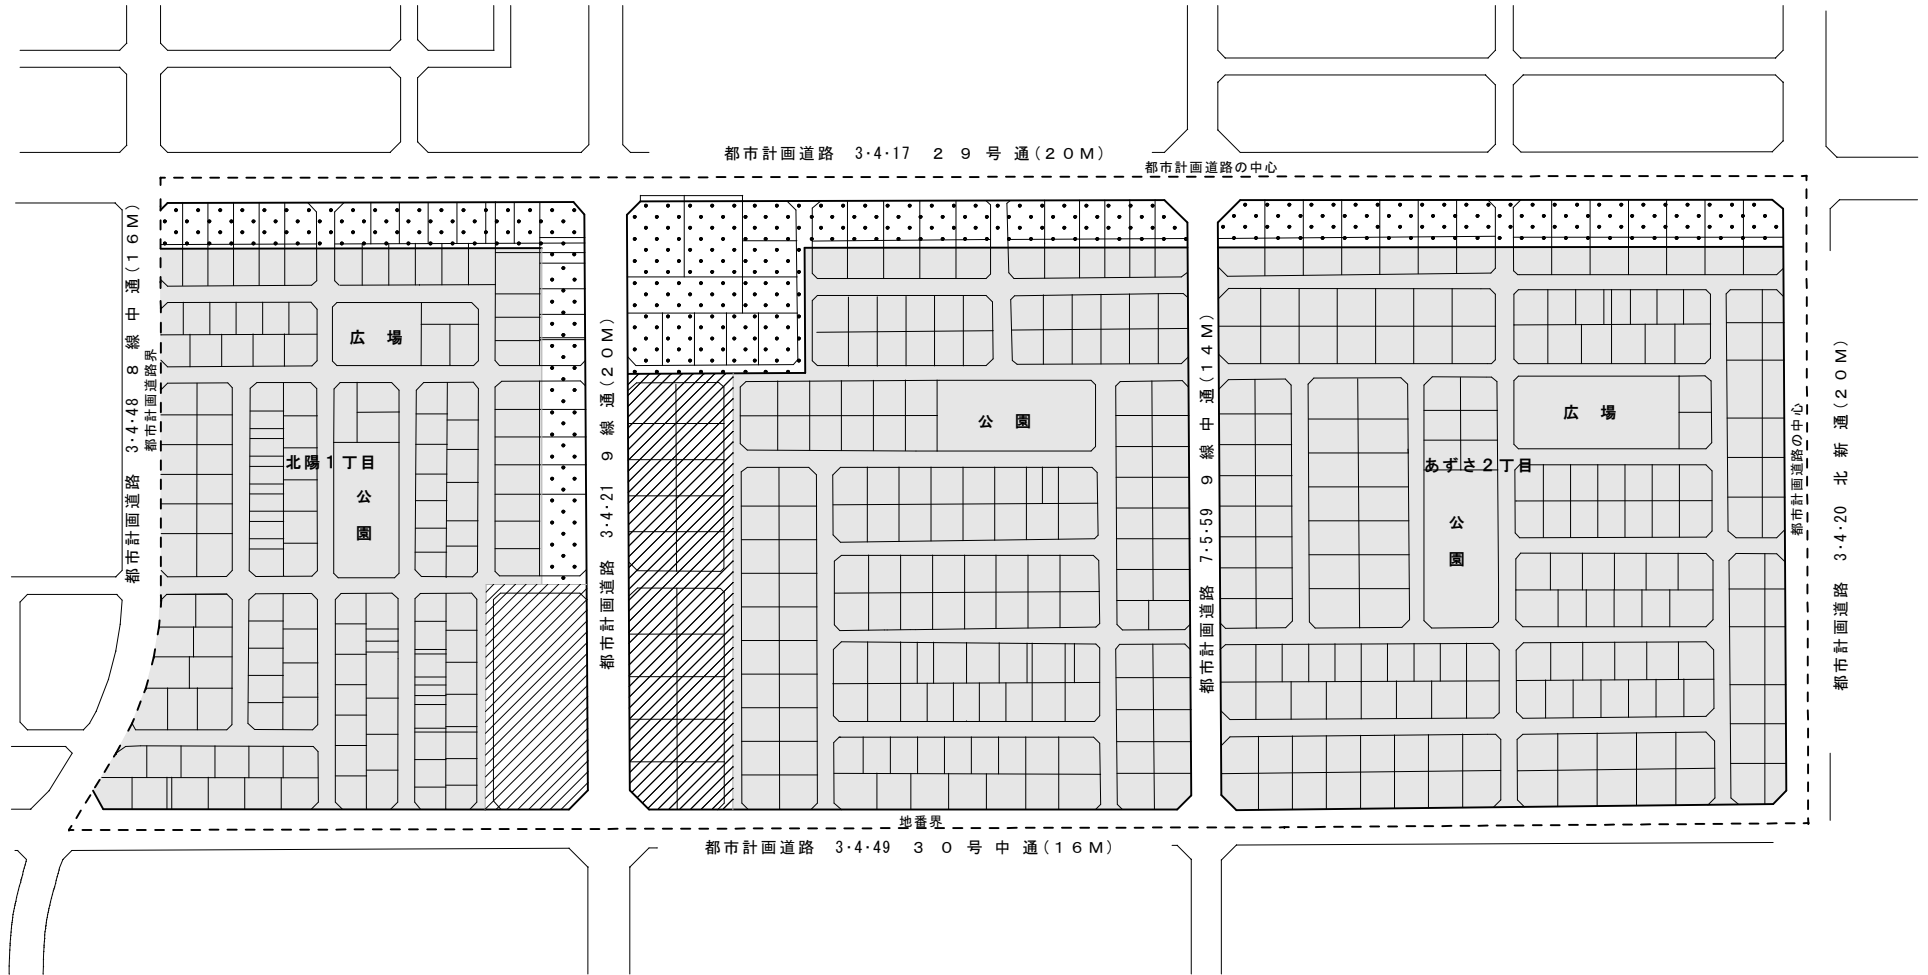 都市計画道路 3・4・17 ２９号通(２０Ｍ)
都市計画道路の中心
都市計画道路 3・4・48 ８線中通(１６Ｍ)
都市計画道路界
広場
北陽１丁目
公園
都市計画道路 3・4・21 ９線通(２０Ｍ)
公園
都市計画道路 7・5・59 ９線中通(１４Ｍ)
広場
あずさ２丁目
公園
都市計画道路の中心
都市計画道路 3・4・20 北新通(２０Ｍ)
地番界
都市計画道路 3・4・49 ３０号中通(１６Ｍ)